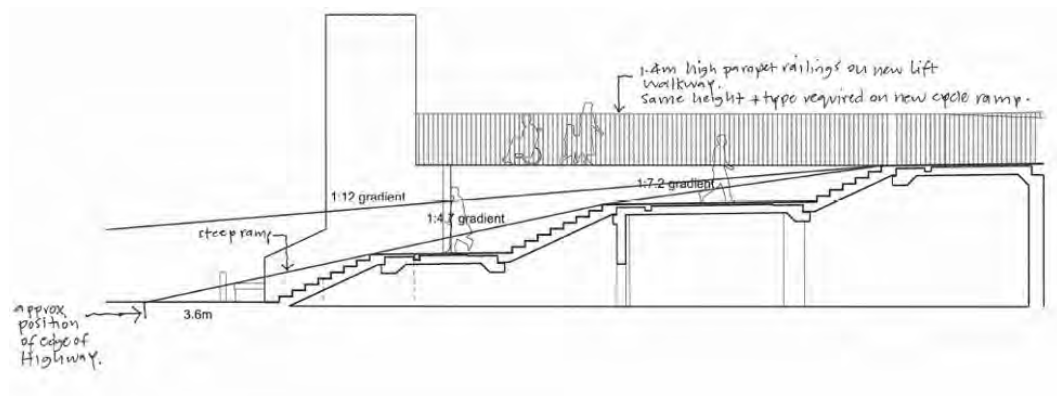 1.4m high parapet railings on new lift
walkway.
Same height + type required on new cycle ramp.
1:12 gradient
1:7.2 gradient
1:4.7 gradient
steep ramp
approx
position
of edge of
Highway.
3.6m